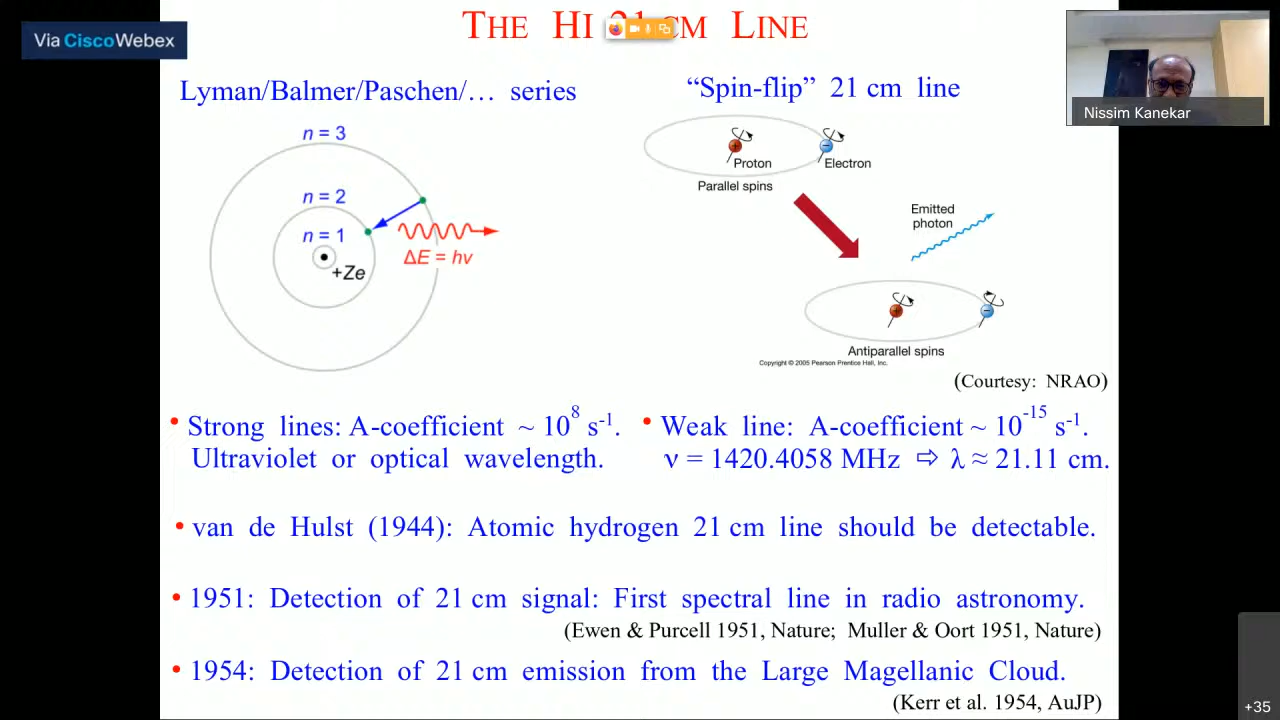 THE HI 21 CM LINE
Via Cisco Webex
Nissim Kanekar
Lyman/Balmer/Paschen/… series
“Spin-flip” 21 cm line
n = 3
n = 2
n = 1
+Ze
ΔE = hν
Proton
Electron
Parallel spins
Emitted
photon
Antiparallel spins
Copyright © 2005 Pearson Prentice Hall, Inc.
(Courtesy: NRAO)
• Strong lines: A-coefficient ~ 10⁸ s⁻¹.
Ultraviolet or optical wavelength.
• Weak line: A-coefficient ~ 10⁻¹⁵ s⁻¹.
ν = 1420.4058 MHz ⇨ λ ≈ 21.11 cm.
• van de Hulst (1944): Atomic hydrogen 21 cm line should be detectable.
• 1951: Detection of 21 cm signal: First spectral line in radio astronomy.
(Ewen & Purcell 1951, Nature; Muller & Oort 1951, Nature)
• 1954: Detection of 21 cm emission from the Large Magellanic Cloud.
(Kerr et al. 1954, AuJP)
+35